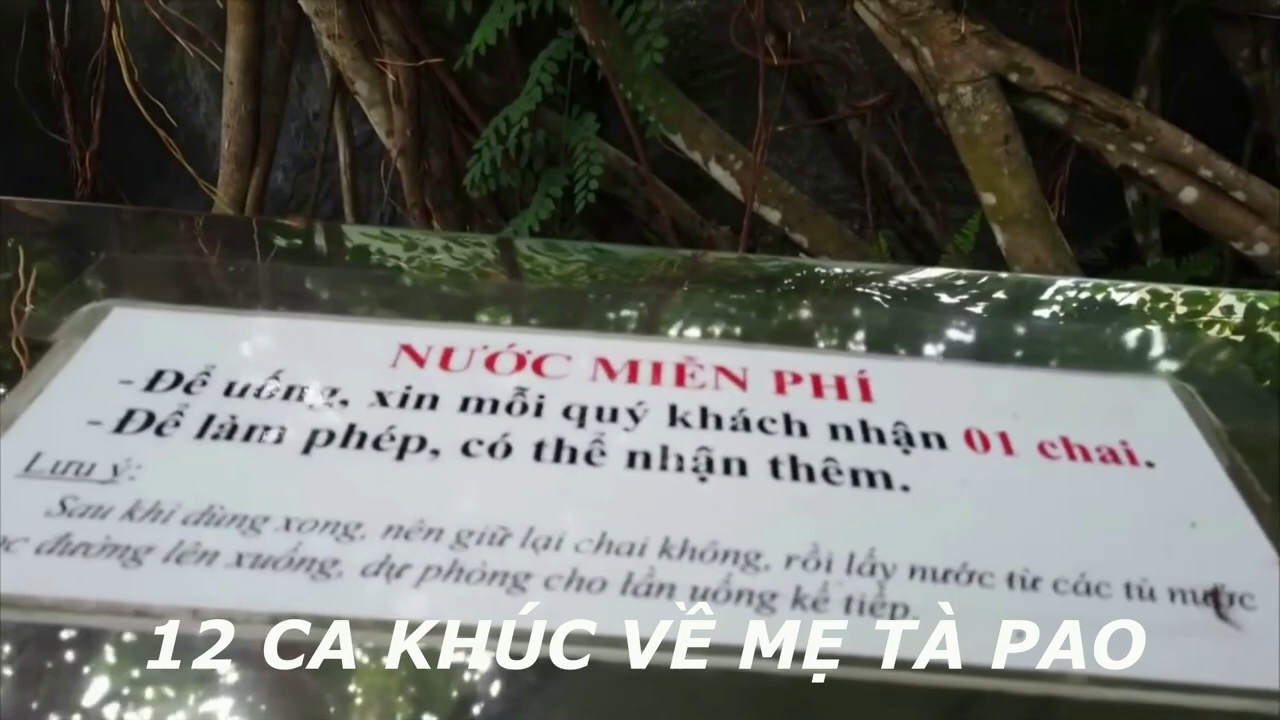 NƯỚC MIỄN PHÍ
- Để uống, xin mỗi quý khách nhận 01 chai.
- Để làm phép, có thể nhận thêm.
Lưu ý:
Sau khi dùng xong, nên giữ lại chai không, rồi lấy nước từ các tủ nước
đường lên xuống, dự phòng cho lần uống kế tiếp.
12 CA KHÚC VỀ MẸ TÀ PAO